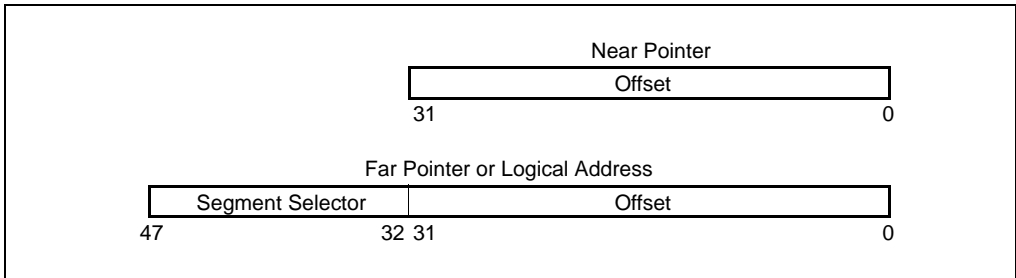 Near Pointer
Offset
31 0
Far Pointer or Logical Address
Segment Selector Offset
47 32 31 0